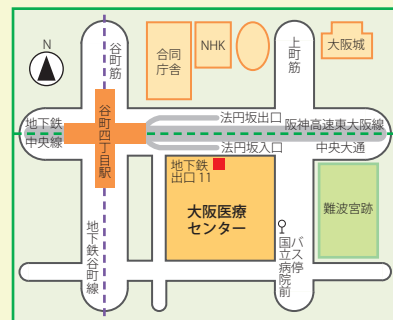 N
谷町筋
合同
庁舎
NHK
上町筋
大阪城
地下鉄
中央線
谷町四丁目駅
法円坂出口
阪神高速東大阪線
法円坂入口
中央大通
地下鉄
出口11
大阪医療
センター
難波宮跡
地下鉄谷町線
バス停
国立病院前